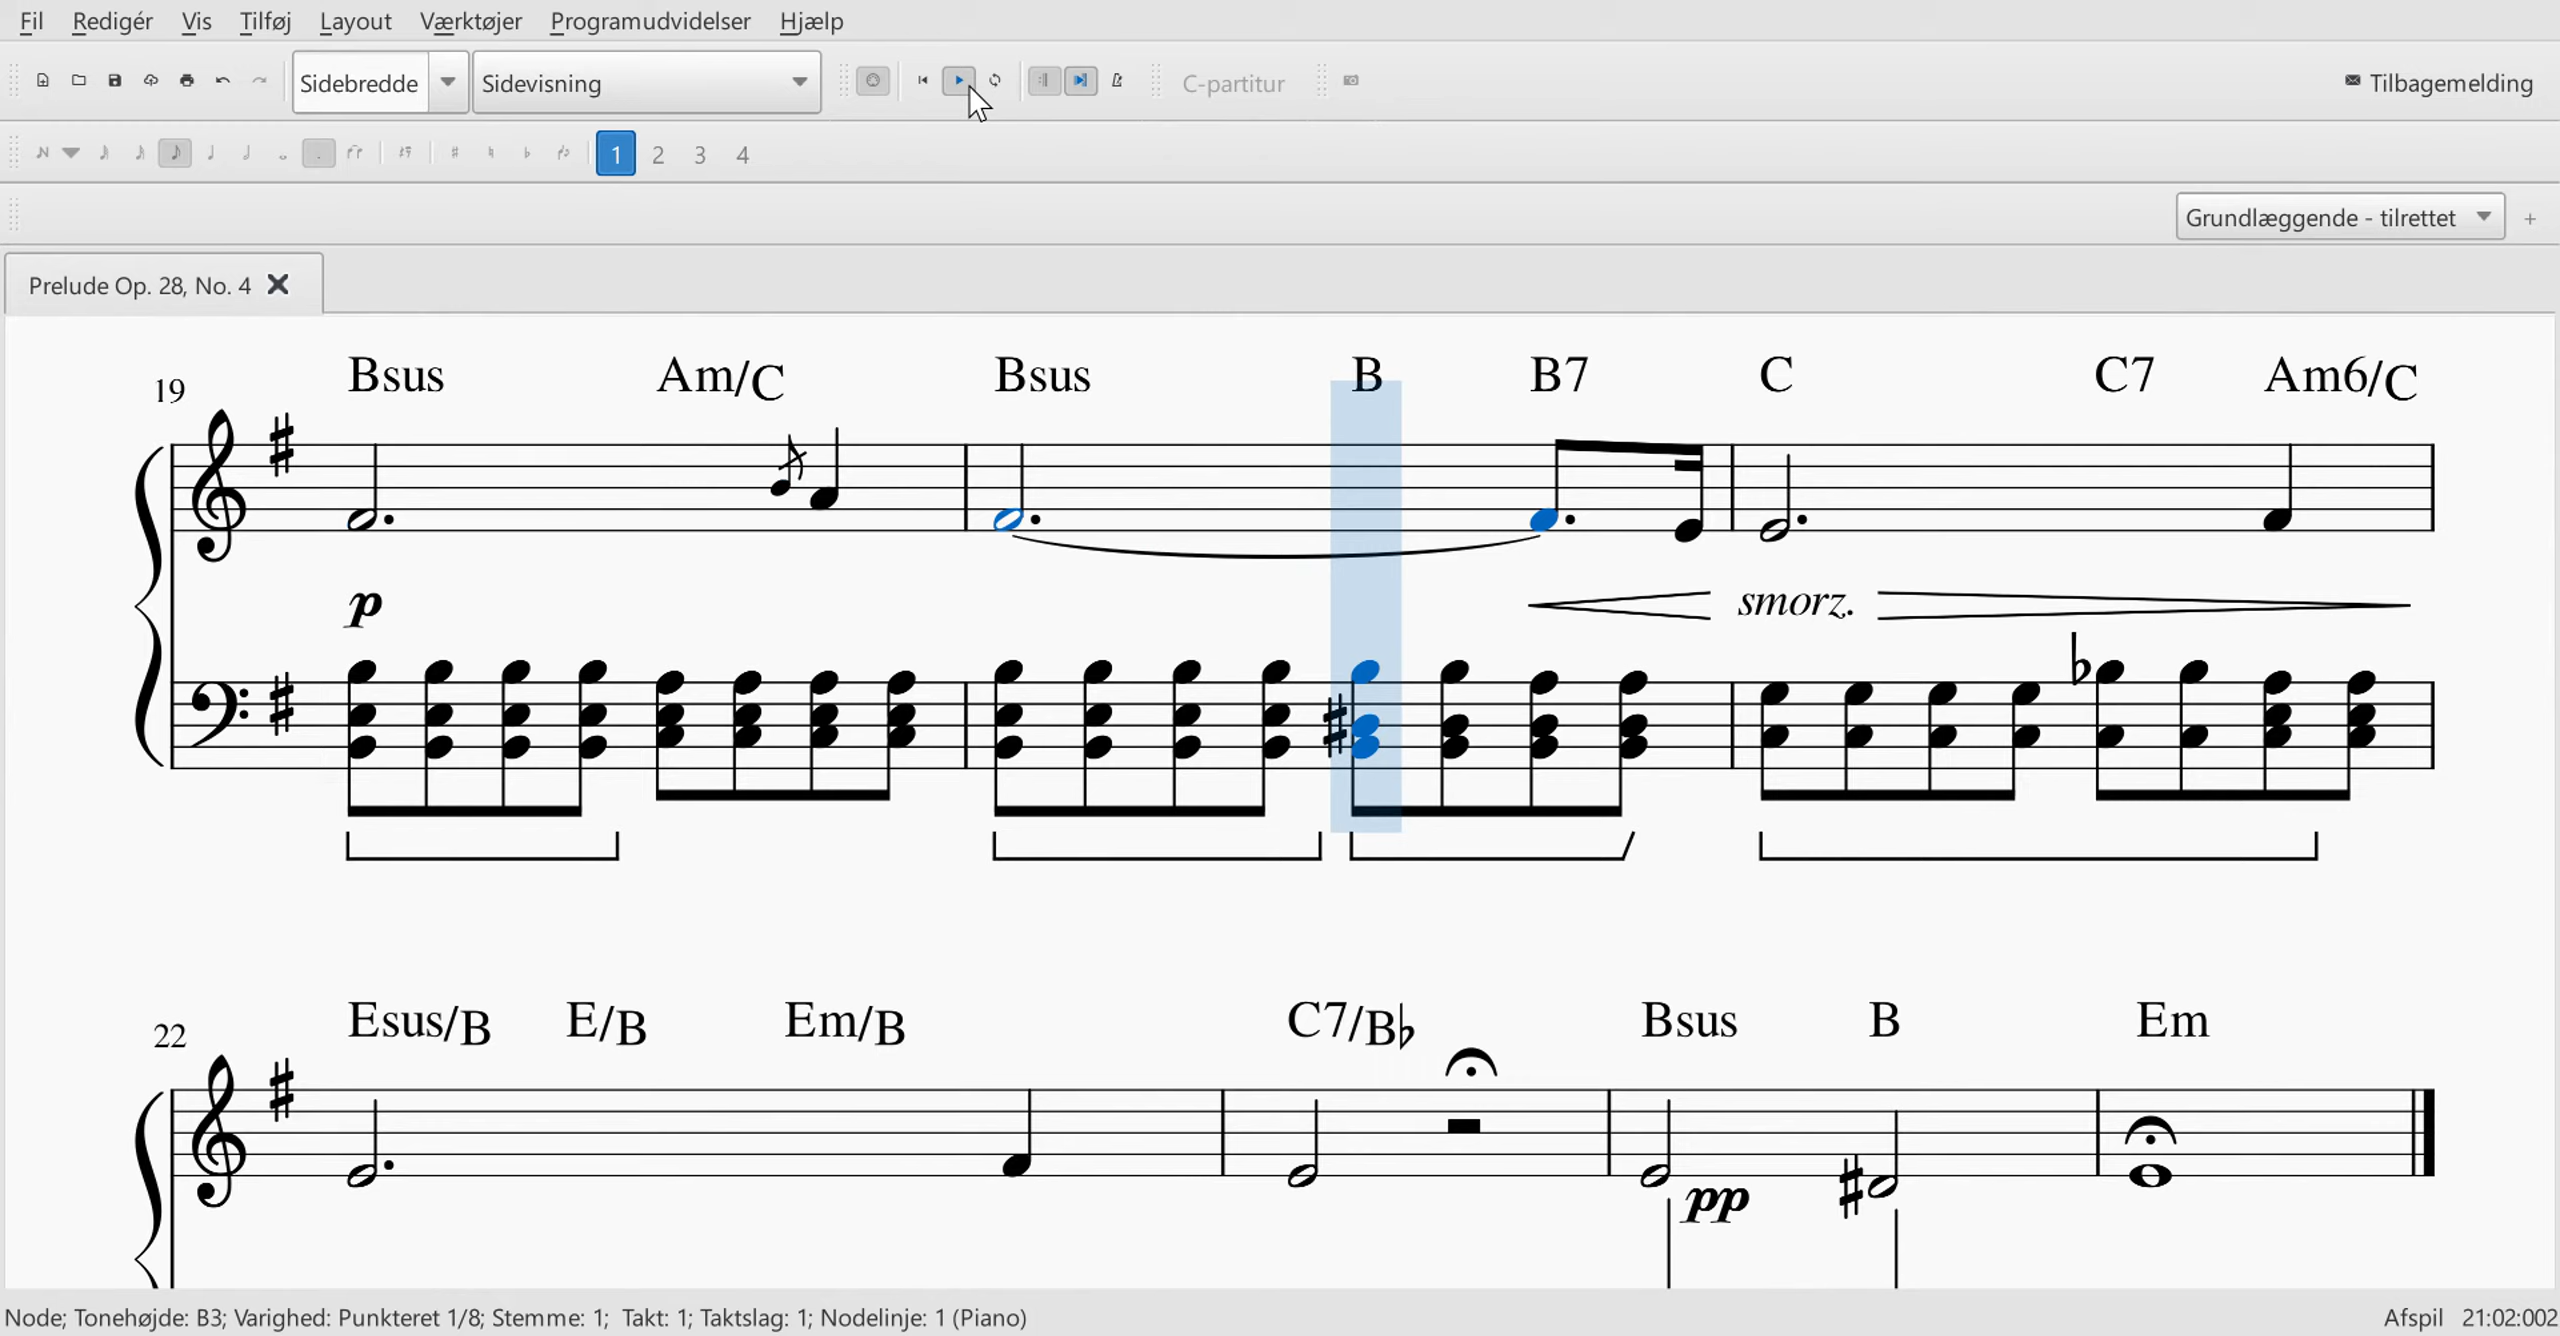 Fil Redigér Vis Tilføj Layout Værktøjer Programudvidelser Hjælp
Sidebredde Sidevisning C-partitur Tilbagemelding
1 2 3 4
Grundlæggende - tilrettet +
Prelude Op. 28, No. 4
19 Bsus Am/C Bsus B B7 C C7 Am6/C
p smorz.
22 Esus/B E/B Em/B C7/B♭ Bsus B Em
pp
Node; Tonehøjde: B3; Varighed: Punkteret 1/8; Stemme: 1; Takt: 1; Taktslag: 1; Nodelinje: 1 (Piano) Afspil 21:02:002